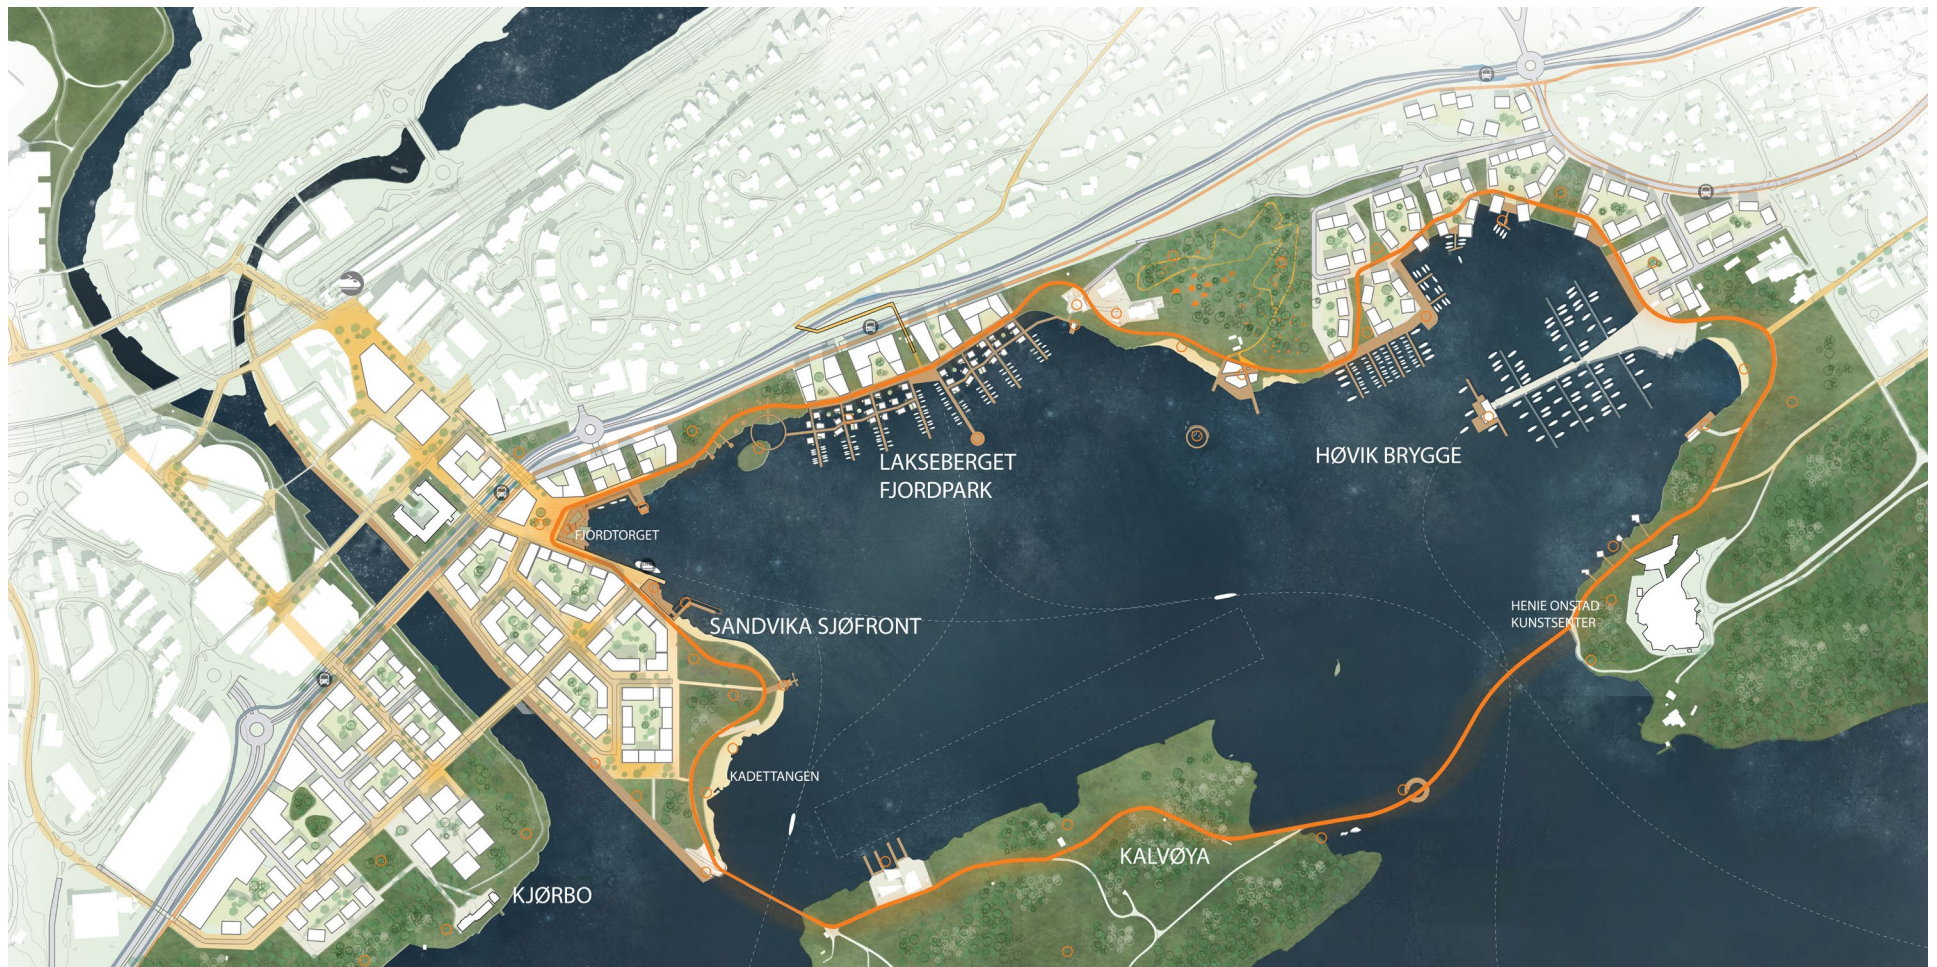 LAKSEBERGET
FJORDPARK
HØVIK BRYGGE
FJORDTORGET
SANDVIKA SJØFRONT
HENIE ONSTAD
KUNSTSENTER
KADETTANGEN
KALVØYA
KJØRBO